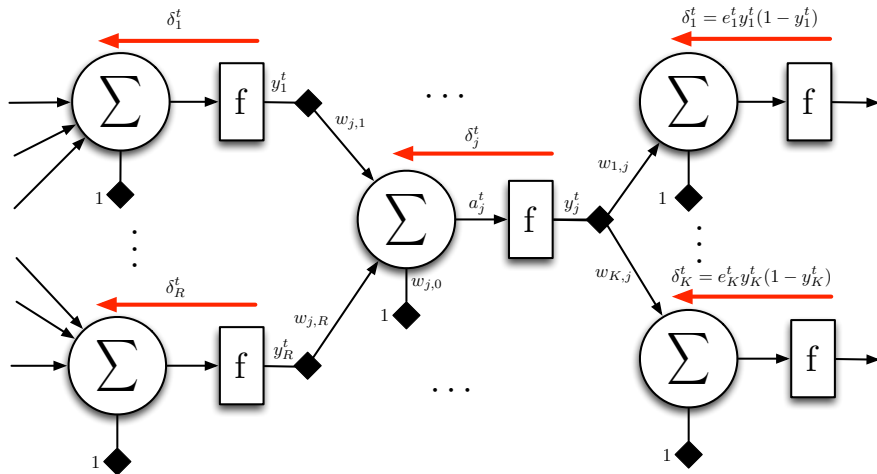 δ_1^t
δ_1^t = e_1^t y_1^t(1 − y_1^t)
∑
f
y_1^t
. . .
∑
f
w_{j,1}
δ_j^t
w_{1,j}
1
∑
a_j^t
f
y_j^t
1
w_{j,0}
w_{K,j}
δ_R^t
δ_K^t = e_K^t y_K^t(1 − y_K^t)
w_{j,R}
1
∑
f
y_R^t
∑
f
. . .
1
1